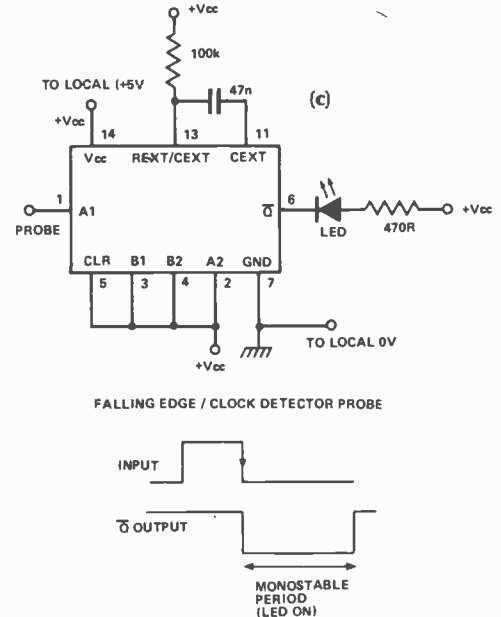 +Vcc
100k
TO LOCAL (+5V
47n
(c)
+Vcc
14
13
11
Vcc
REXT/CEXT
CEXT
1
A1
PROBE
Q̅
6
LED
470R
+Vcc
CLR
B1
B2
A2
GND
5
3
4
2
7
+Vcc
TO LOCAL 0V
FALLING EDGE / CLOCK DETECTOR PROBE
INPUT
Q̅ OUTPUT
MONOSTABLE
PERIOD
(LED ON)